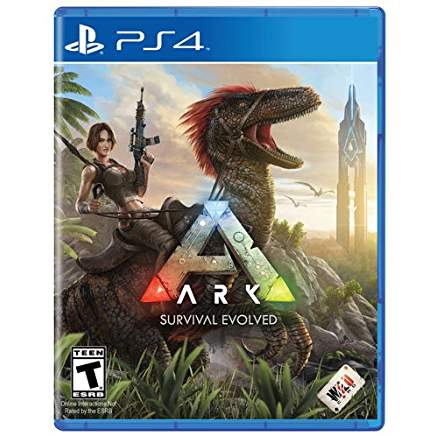 PS4
ARK
SURVIVAL EVOLVED
TEEN
T
ESRB
Online Interactions Not
Rated by the ESRB